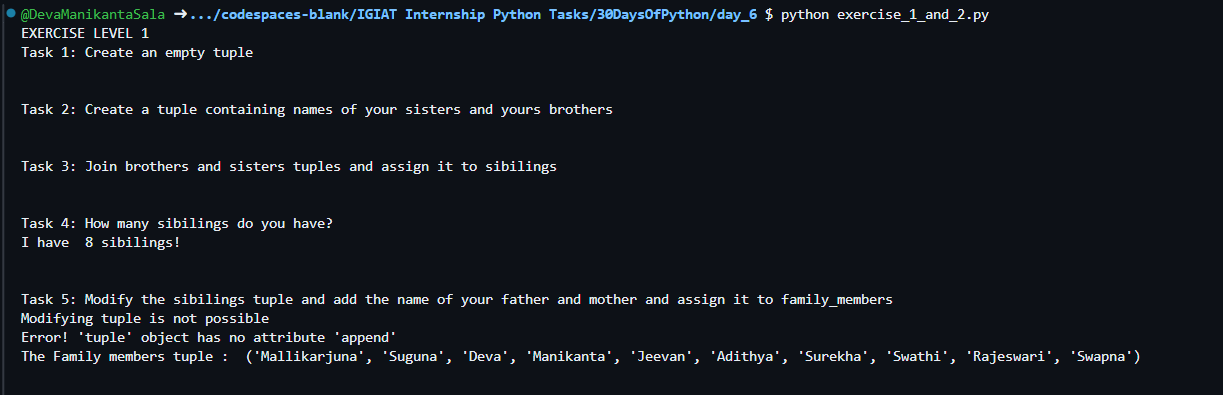 @DevaManikantaSala ➜.../codespaces-blank/IGIAT Internship Python Tasks/30DaysOfPython/day_6 $ python exercise_1_and_2.py
EXERCISE LEVEL 1
Task 1: Create an empty tuple
Task 2: Create a tuple containing names of your sisters and yours brothers
Task 3: Join brothers and sisters tuples and assign it to sibilings
Task 4: How many sibilings do you have?
I have  8 sibilings!
Task 5: Modify the sibilings tuple and add the name of your father and mother and assign it to family_members
Modifying tuple is not possible
Error! 'tuple' object has no attribute 'append'
The Family members tuple :  ('Mallikarjuna', 'Suguna', 'Deva', 'Manikanta', 'Jeevan', 'Adithya', 'Surekha', 'Swathi', 'Rajeswari', 'Swapna')